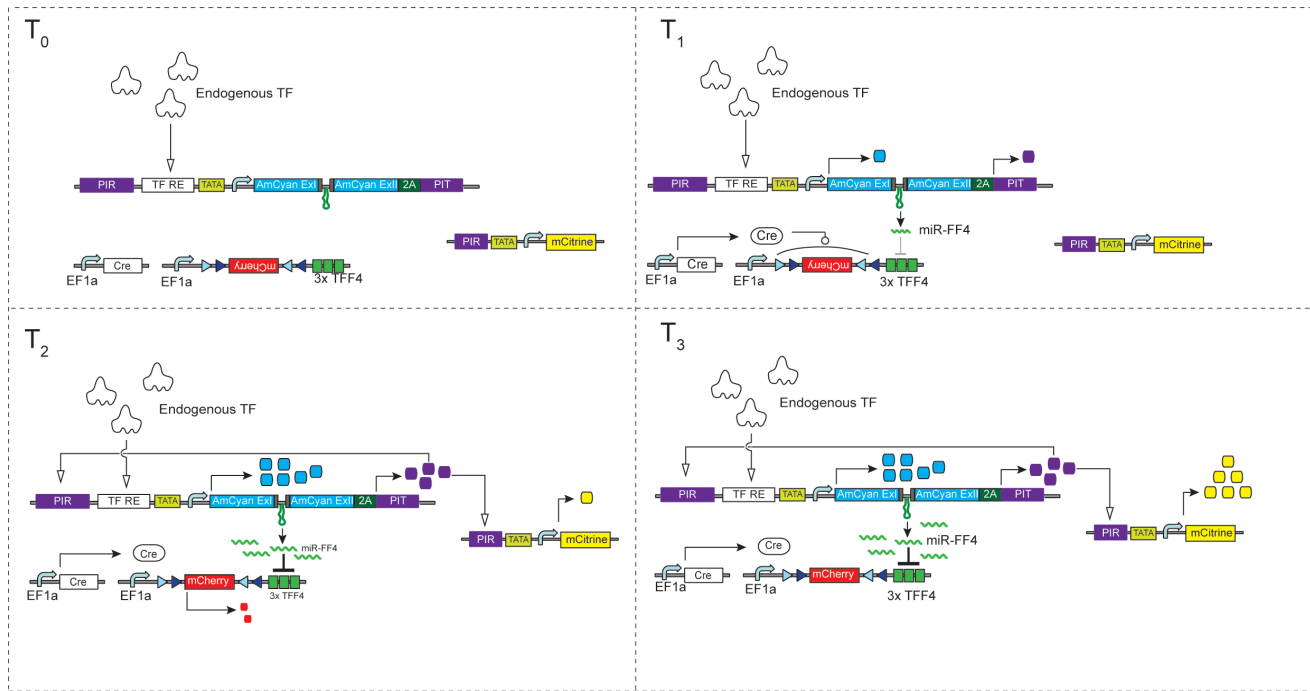 T0
Endogenous TF
PIR TF RE TATA AmCyan ExI AmCyan ExII 2A PIT
PIR TATA mCitrine
Cre mCherry
EF1a EF1a 3x TFF4
T1
Endogenous TF
PIR TF RE TATA AmCyan ExI AmCyan ExII 2A PIT
Cre miR-FF4
PIR TATA mCitrine
Cre mCherry
EF1a EF1a 3x TFF4
T2
Endogenous TF
PIR TF RE TATA AmCyan ExI AmCyan ExII 2A PIT
PIR TATA mCitrine
Cre miR-FF4
Cre mCherry
EF1a EF1a 3x TFF4
T3
Endogenous TF
PIR TF RE TATA AmCyan ExI AmCyan ExII 2A PIT
PIR TATA mCitrine
Cre miR-FF4
Cre mCherry
EF1a EF1a 3x TFF4